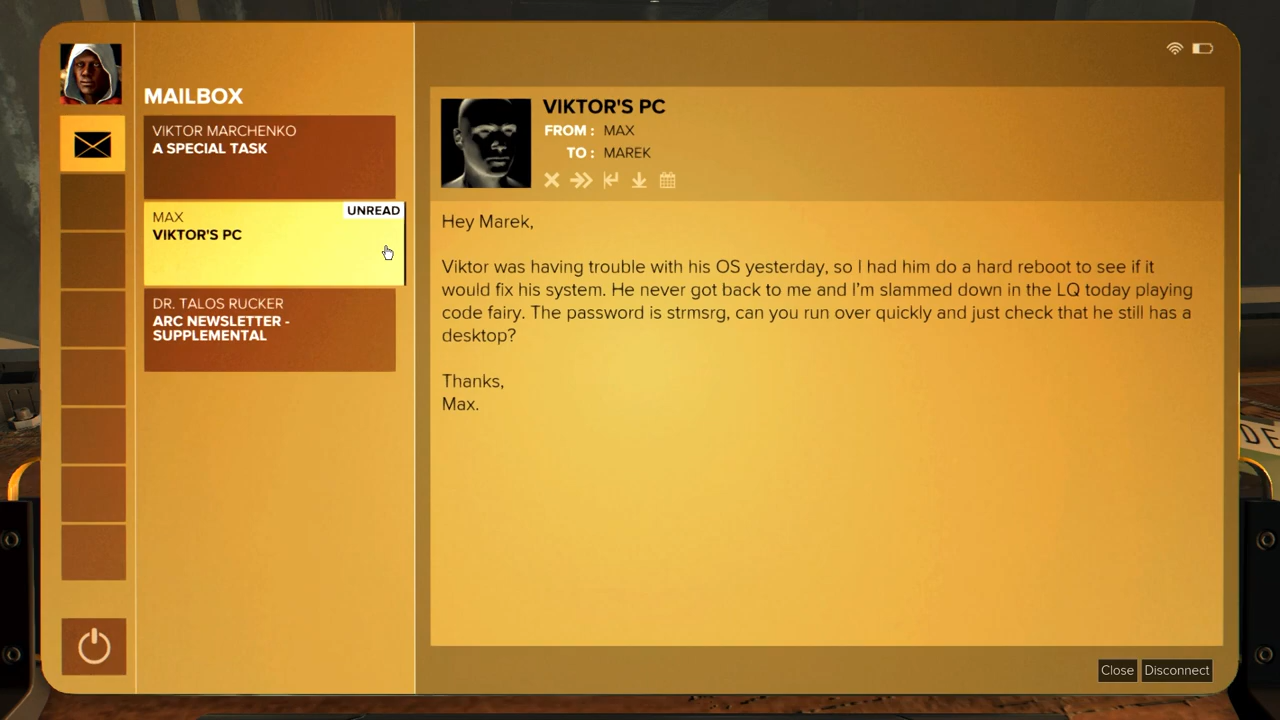 MAILBOX
VIKTOR MARCHENKO
A SPECIAL TASK
UNREAD
MAX
VIKTOR'S PC
DR. TALOS RUCKER
ARC NEWSLETTER -
SUPPLEMENTAL
VIKTOR'S PC
FROM : MAX
TO : MAREK
Hey Marek,
Viktor was having trouble with his OS yesterday, so I had him do a hard reboot to see if it
would fix his system. He never got back to me and I'm slammed down in the LQ today playing
code fairy. The password is strmsrg, can you run over quickly and just check that he still has a
desktop?
Thanks,
Max.
Close
Disconnect